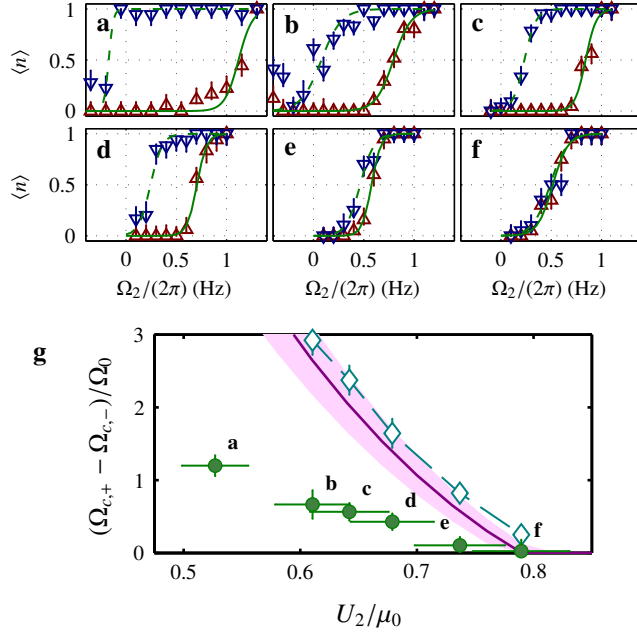 a b c
⟨n⟩ 1 0.5 0
d e f
⟨n⟩ 1 0.5 0
0 0.5 1 0 0.5 1 0 0.5 1
Ω₂/(2π) (Hz) Ω₂/(2π) (Hz) Ω₂/(2π) (Hz)
g
(Ω_{c,+} − Ω_{c,−})/Ω₀
3
2
1
0
a
b
c
d
e
f
0.5 0.6 0.7 0.8
U₂/μ₀